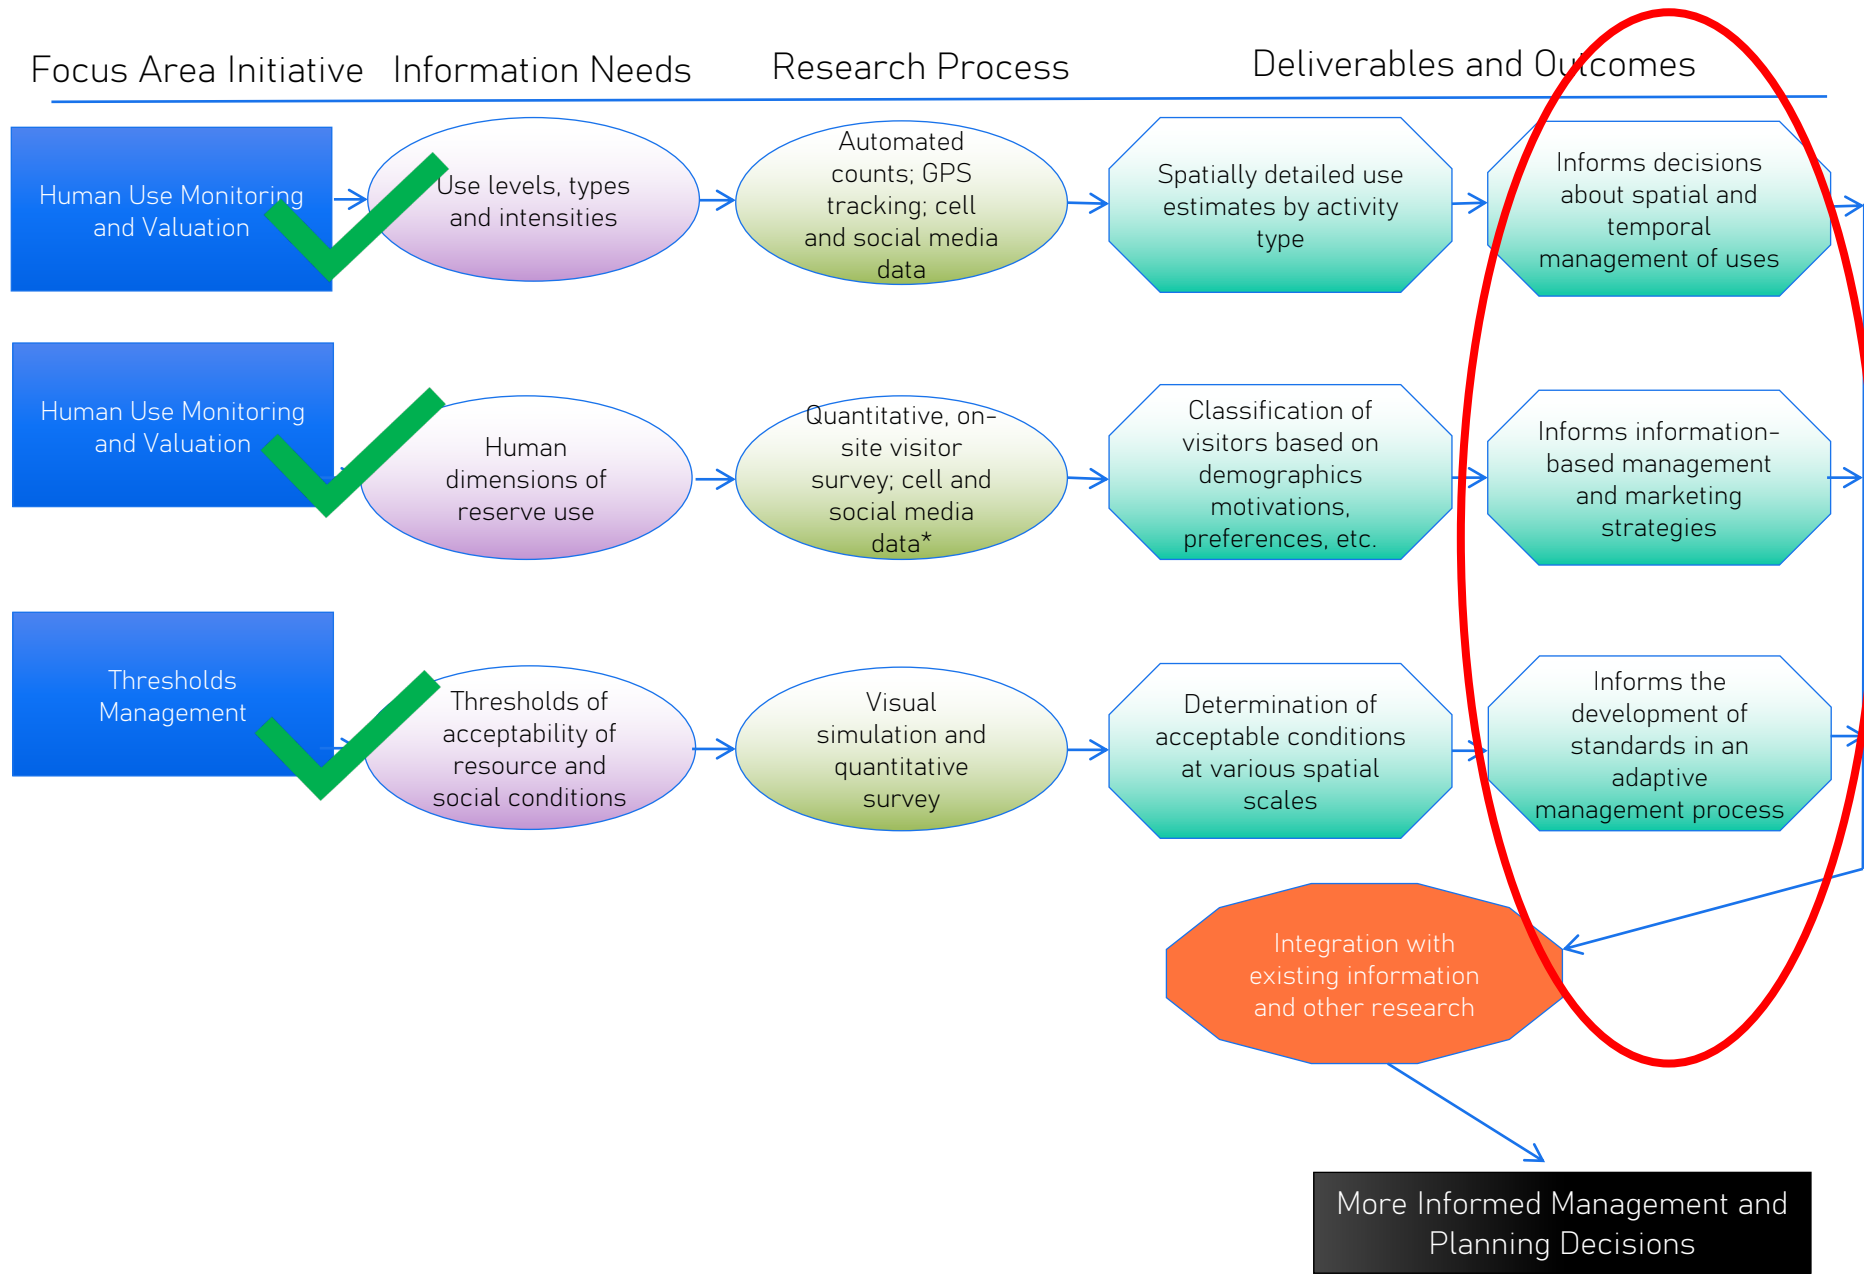 Focus Area Initiative
Information Needs
Research Process
Deliverables and Outcomes
Human Use Monitoring
and Valuation
Use levels, types
and intensities
Automated
counts; GPS
tracking; cell
and social media
data
Spatially detailed use
estimates by activity
type
Informs decisions
about spatial and
temporal
management of uses
Human Use Monitoring
and Valuation
Human
dimensions of
reserve use
Quantitative, on-
site visitor
survey; cell and
social media
data*
Classification of
visitors based on
demographics
motivations,
preferences, etc.
Informs information-
based management
and marketing
strategies
Thresholds
Management
Thresholds of
acceptability of
resource and
social conditions
Visual
simulation and
quantitative
survey
Determination of
acceptable conditions
at various spatial
scales
Informs the
development of
standards in an
adaptive
management process
Integration with
existing information
and other research
More Informed Management and
Planning Decisions